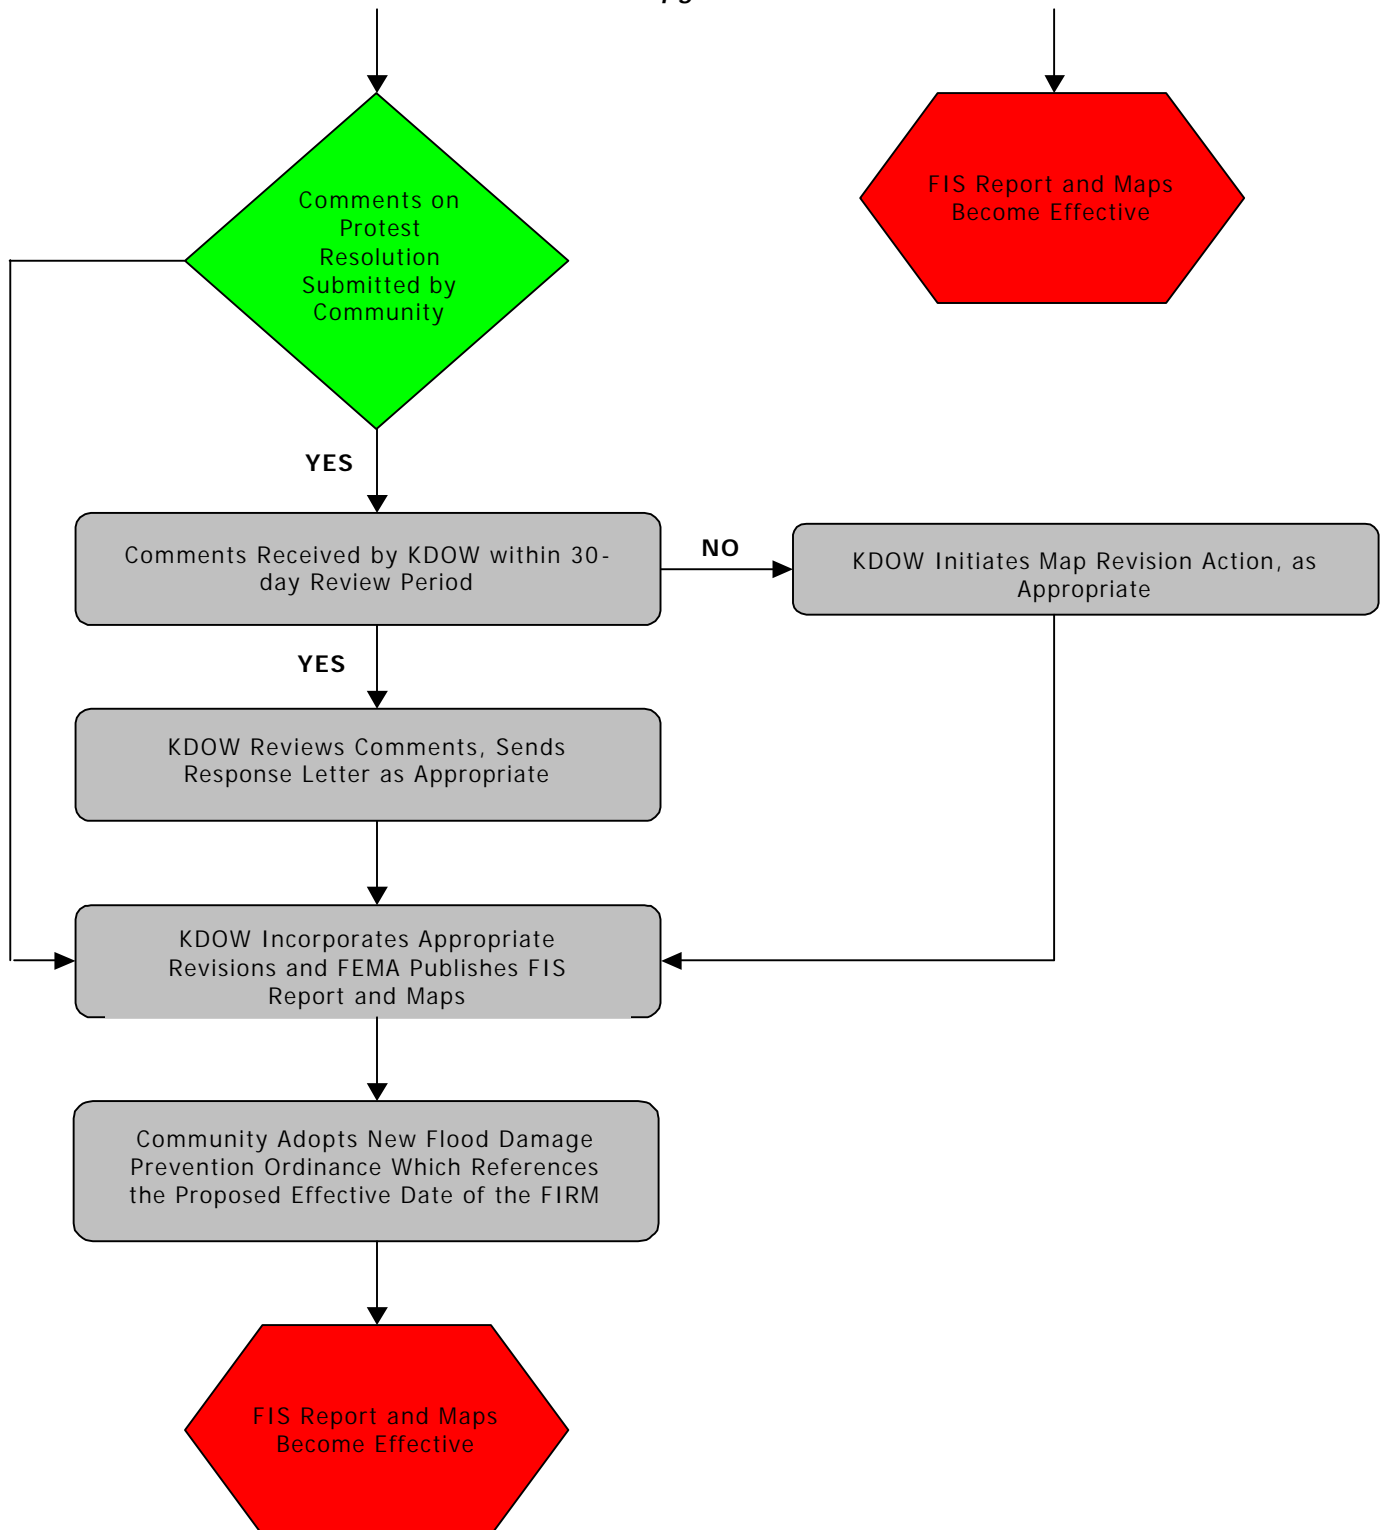 Comments on
Protest
Resolution
Submitted by
Community
FIS Report and Maps
Become Effective
YES
Comments Received by KDOW within 30-
day Review Period
NO
KDOW Initiates Map Revision Action, as
Appropriate
YES
KDOW Reviews Comments, Sends
Response Letter as Appropriate
KDOW Incorporates Appropriate
Revisions and FEMA Publishes FIS
Report and Maps
Community Adopts New Flood Damage
Prevention Ordinance Which References
the Proposed Effective Date of the FIRM
FIS Report and Maps
Become Effective